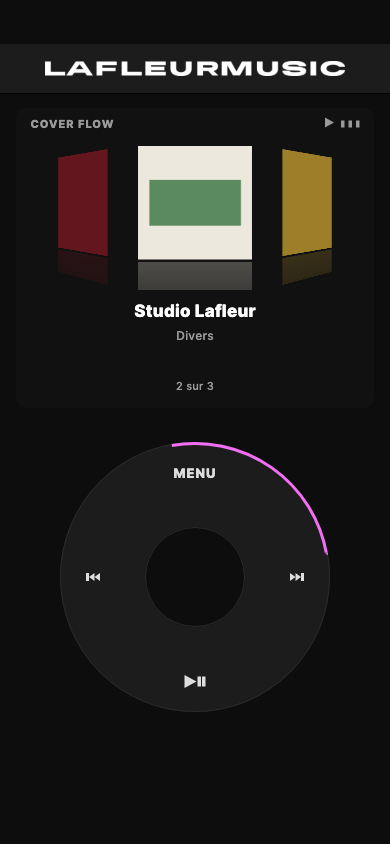 LAFLEURMUSIC
COVER FLOW
Studio Lafleur
Divers
2 sur 3
MENU